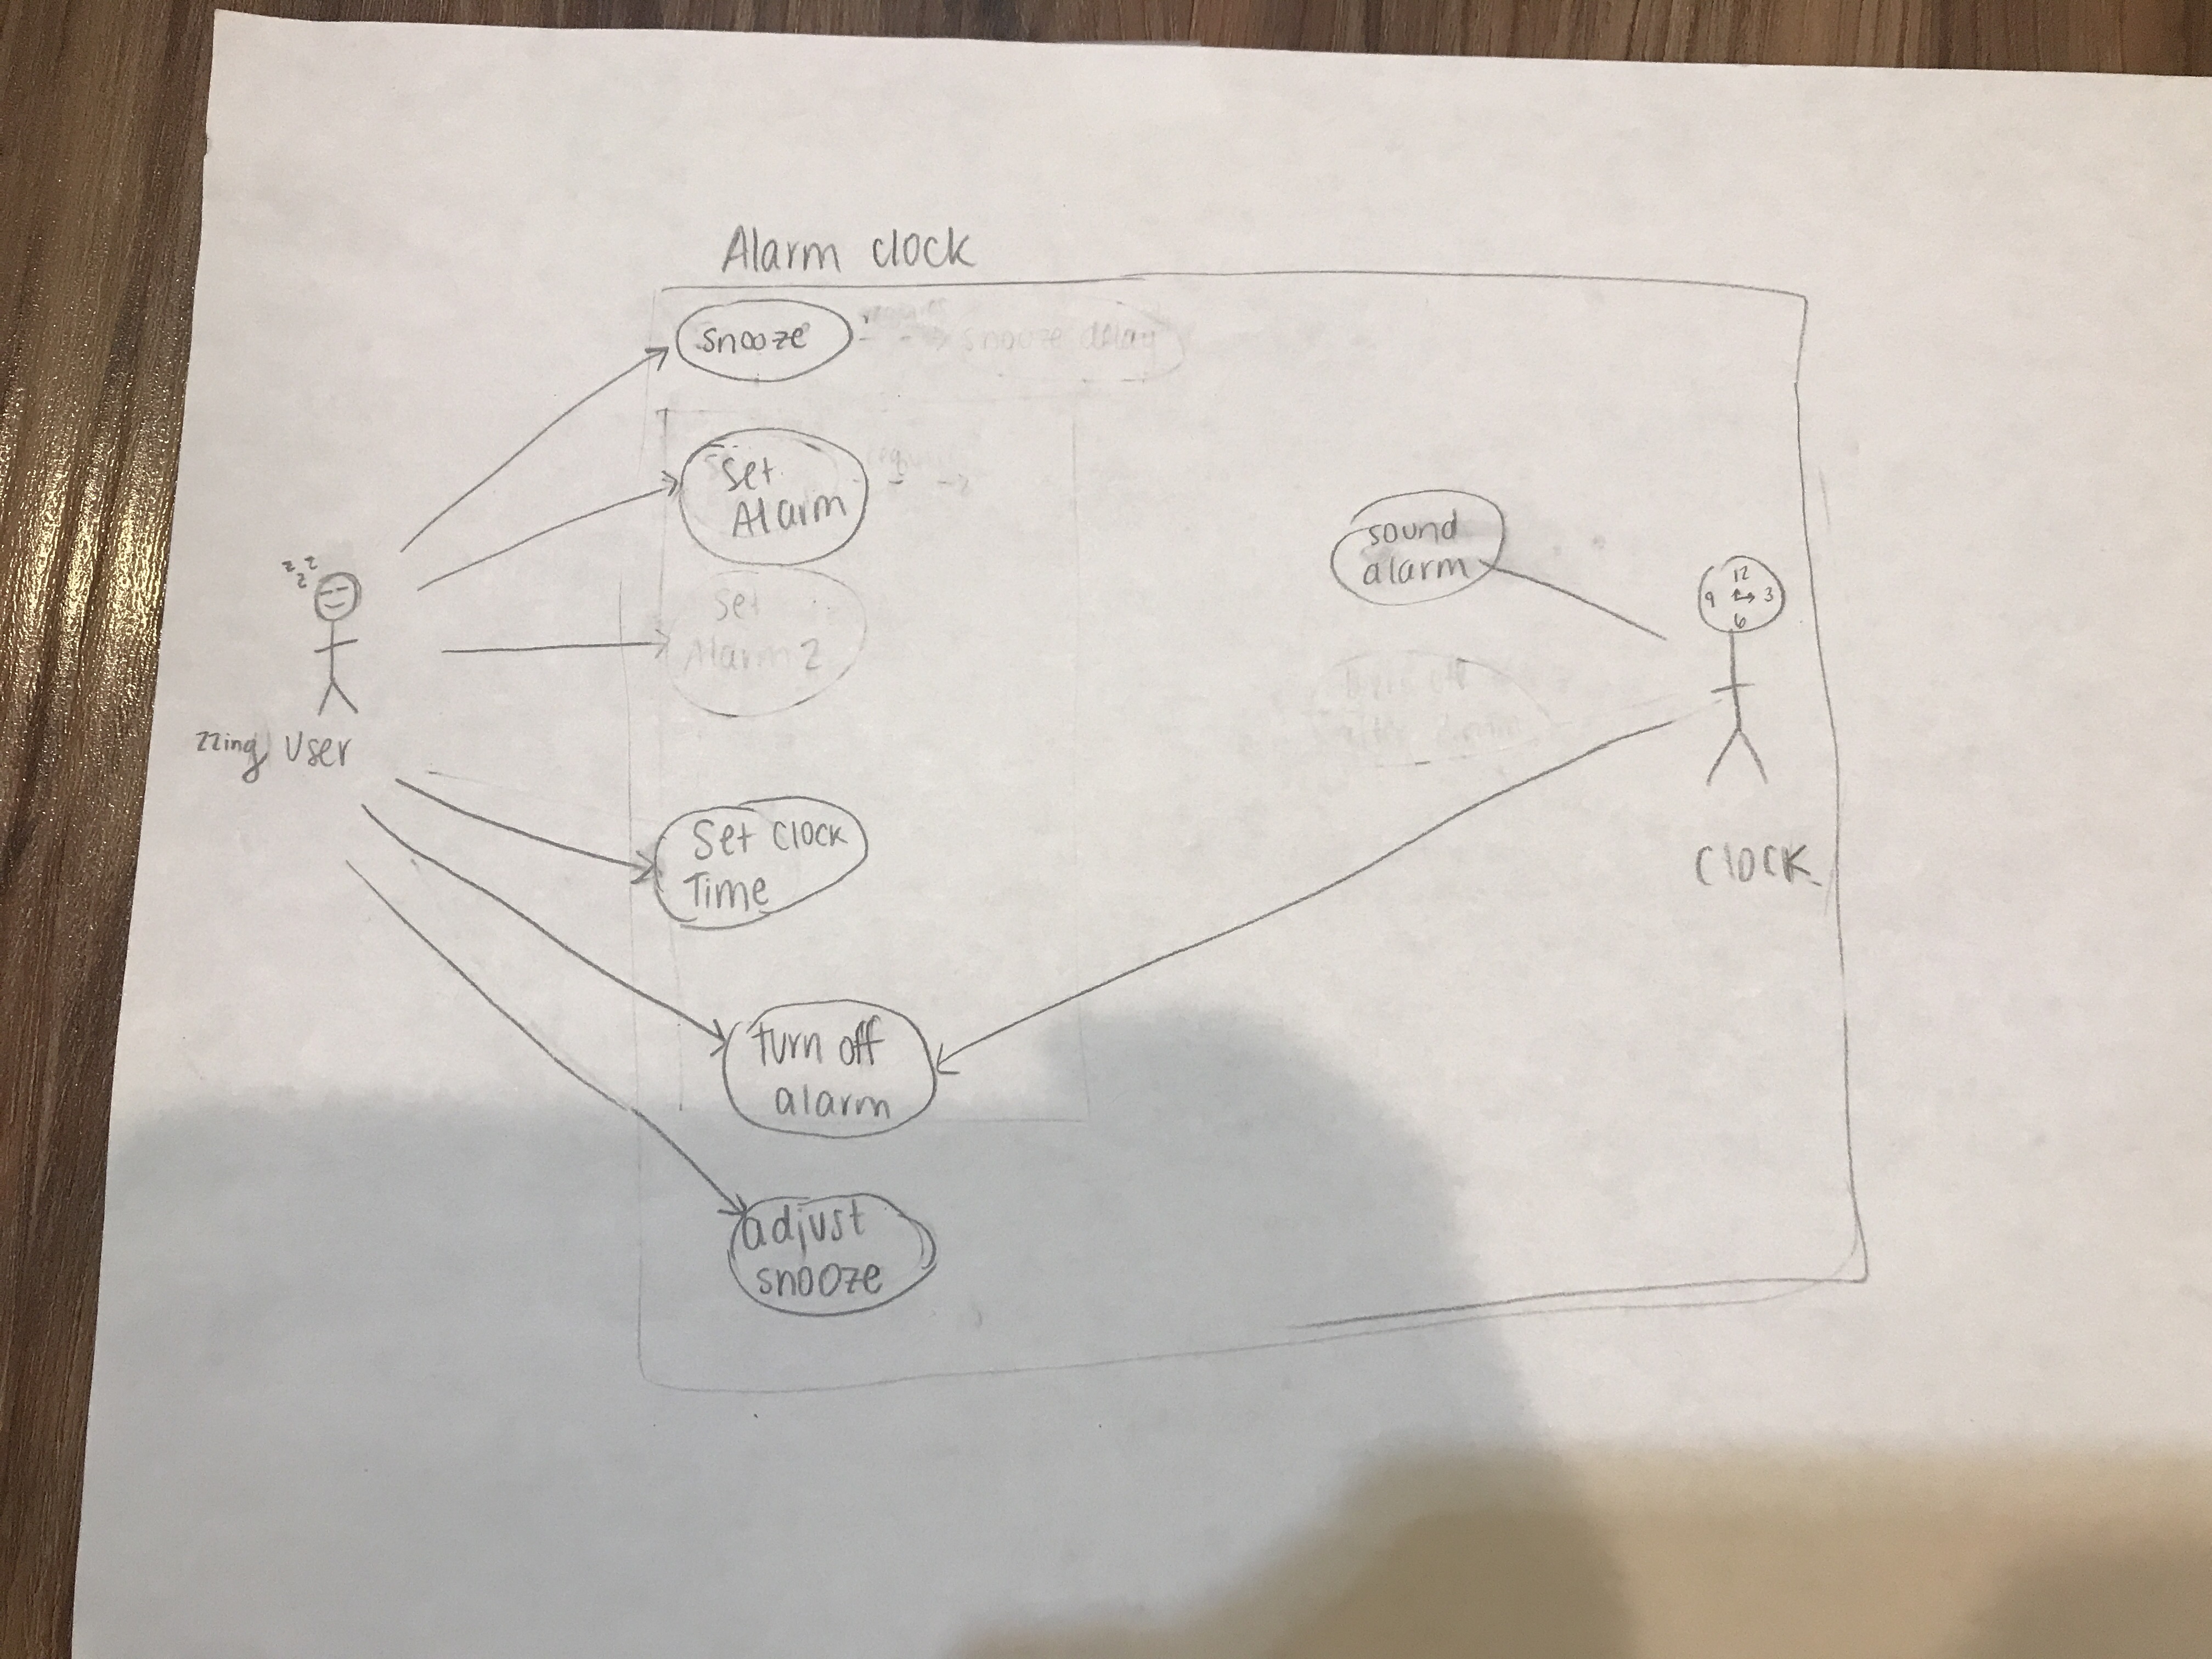 Alarm clock
snooze
snooze delay
Set
Alarm
Set
Alarm 2
zzz
zzing User
Set clock
Time
turn off
alarm
adjust
snooze
sound
alarm
12
9
3
6
Clock